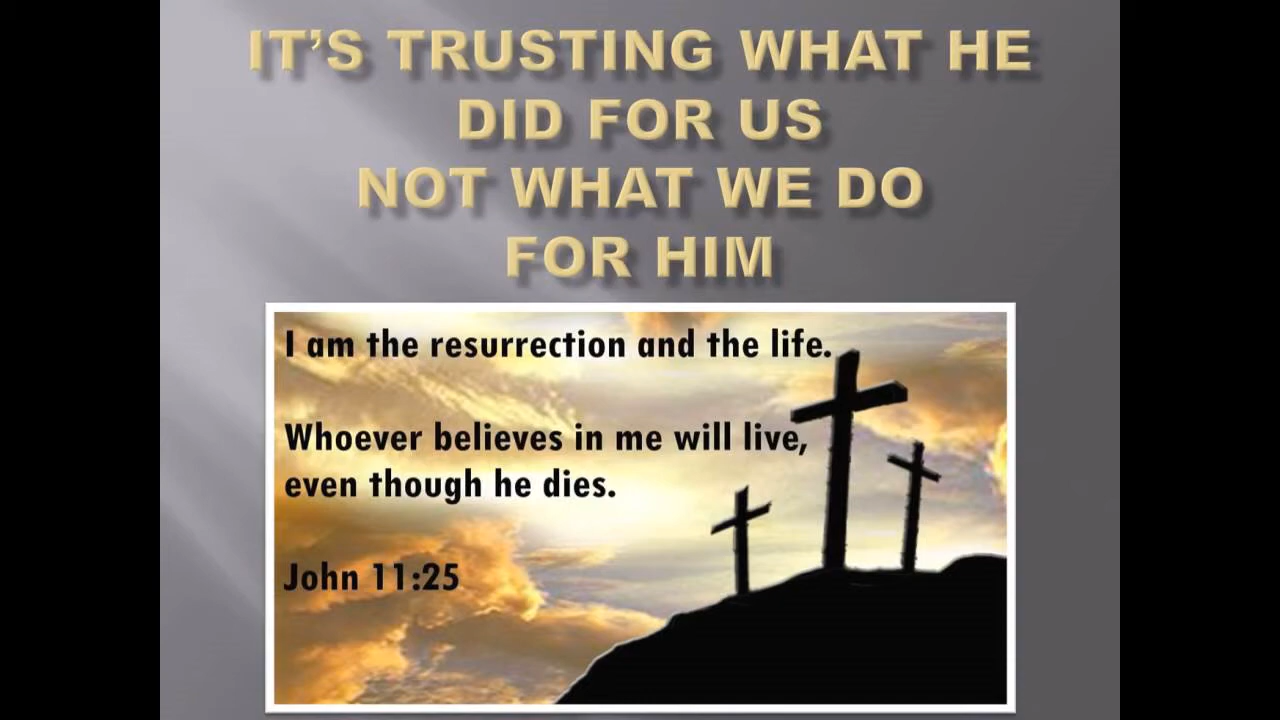 IT’S TRUSTING WHAT HE
DID FOR US
NOT WHAT WE DO
FOR HIM
I am the resurrection and the life.
Whoever believes in me will live,
even though he dies.
John 11:25